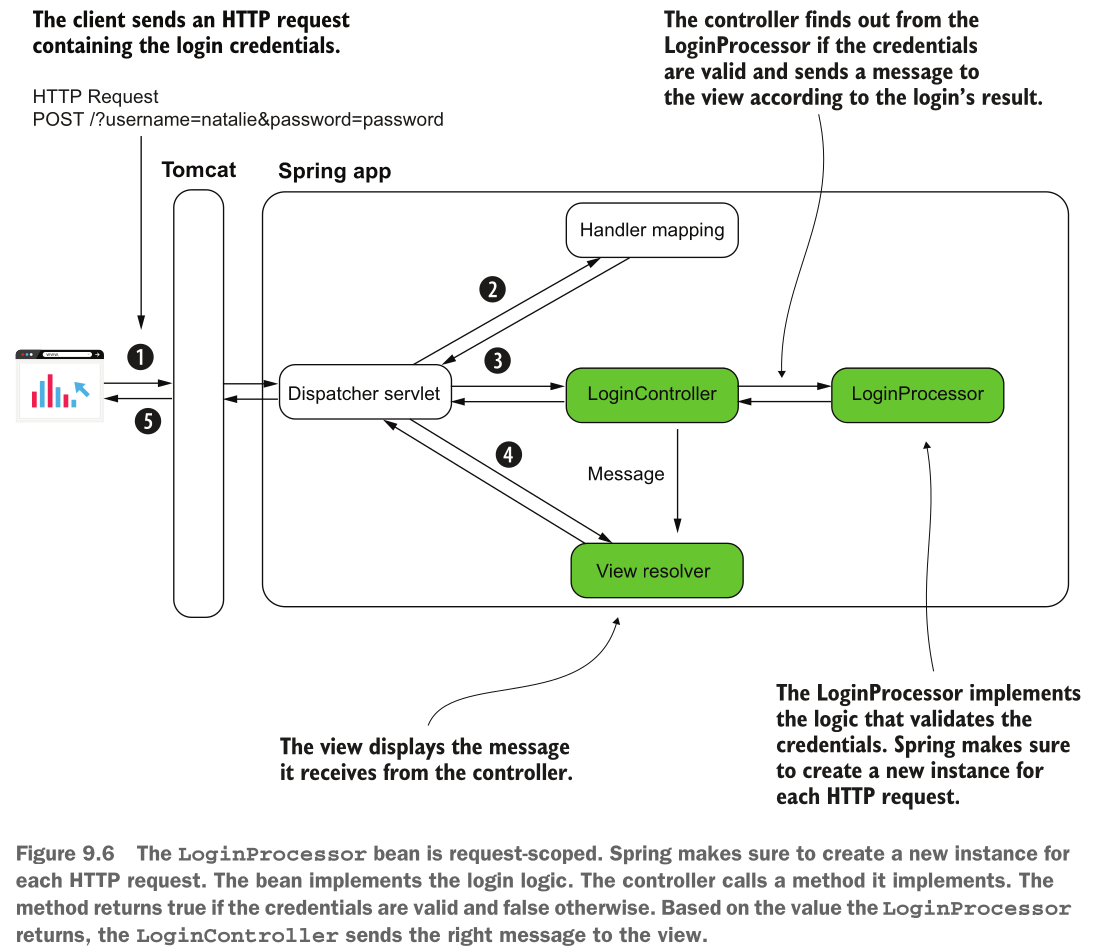 The client sends an HTTP request
containing the login credentials.
HTTP Request
POST /?username=natalie&password=password
The controller finds out from the
LoginProcessor if the credentials
are valid and sends a message to
the view according to the login's result.
Tomcat
Spring app
Handler mapping
2
1
3
www.
Dispatcher servlet
LoginController
LoginProcessor
5
4
Message
View resolver
The view displays the message
it receives from the controller.
The LoginProcessor implements
the logic that validates the
credentials. Spring makes sure
to create a new instance for
each HTTP request.
Figure 9.6 The LoginProcessor bean is request-scoped. Spring makes sure to create a new instance for
each HTTP request. The bean implements the login logic. The controller calls a method it implements. The
method returns true if the credentials are valid and false otherwise. Based on the value the LoginProcessor
returns, the LoginController sends the right message to the view.